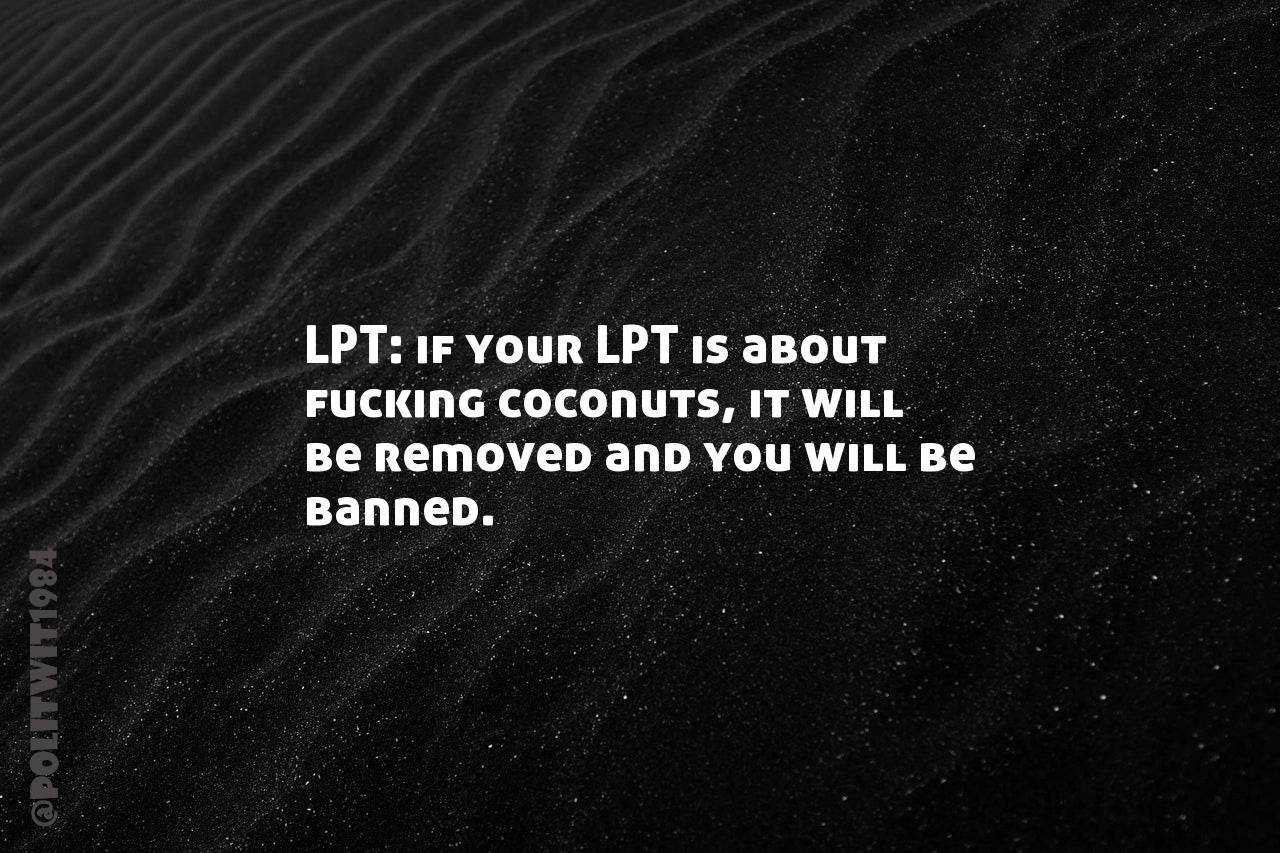 LPT: if your LPT is about
fucking coconuts, it will
be removed and you will be
banned.
@POLITWIT1984